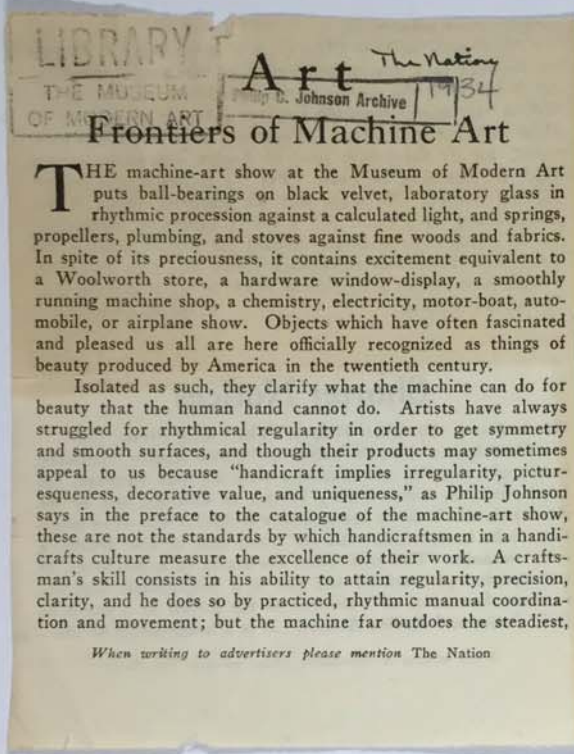 LIBRARY
THE MUSEUM
OF MODERN ART
Art
The Nation
Philip C. Johnson Archive
1934
Frontiers of Machine Art
THE machine-art show at the Museum of Modern Art
puts ball-bearings on black velvet, laboratory glass in
rhythmic procession against a calculated light, and springs,
propellers, plumbing, and stoves against fine woods and fabrics.
In spite of its preciousness, it contains excitement equivalent to
a Woolworth store, a hardware window-display, a smoothly
running machine shop, a chemistry, electricity, motor-boat, auto-
mobile, or airplane show. Objects which have often fascinated
and pleased us all are here officially recognized as things of
beauty produced by America in the twentieth century.
Isolated as such, they clarify what the machine can do for
beauty that the human hand cannot do. Artists have always
struggled for rhythmical regularity in order to get symmetry
and smooth surfaces, and though their products may sometimes
appeal to us because "handicraft implies irregularity, pictur-
esqueness, decorative value, and uniqueness," as Philip Johnson
says in the preface to the catalogue of the machine-art show,
these are not the standards by which handicraftsmen in a handi-
crafts culture measure the excellence of their work. A crafts-
man's skill consists in his ability to attain regularity, precision,
clarity, and he does so by practiced, rhythmic manual coordina-
tion and movement; but the machine far outdoes the steadiest,
When writing to advertisers please mention The Nation